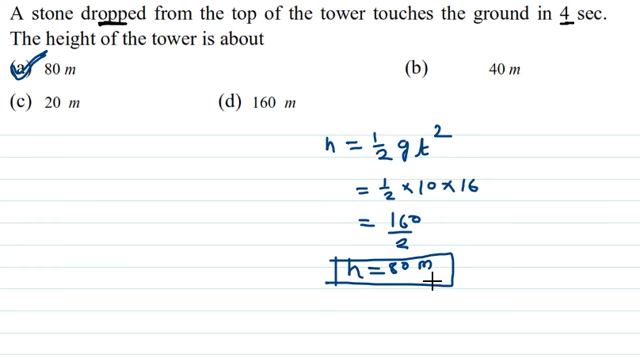 A stone dropped from the top of the tower touches the ground in 4 sec.
The height of the tower is about
(a) 80 m (b) 40 m
(c) 20 m (d) 160 m
h = 1/2 g t²
= 1/2 × 10 × 16
= 160/2
h = 80 m